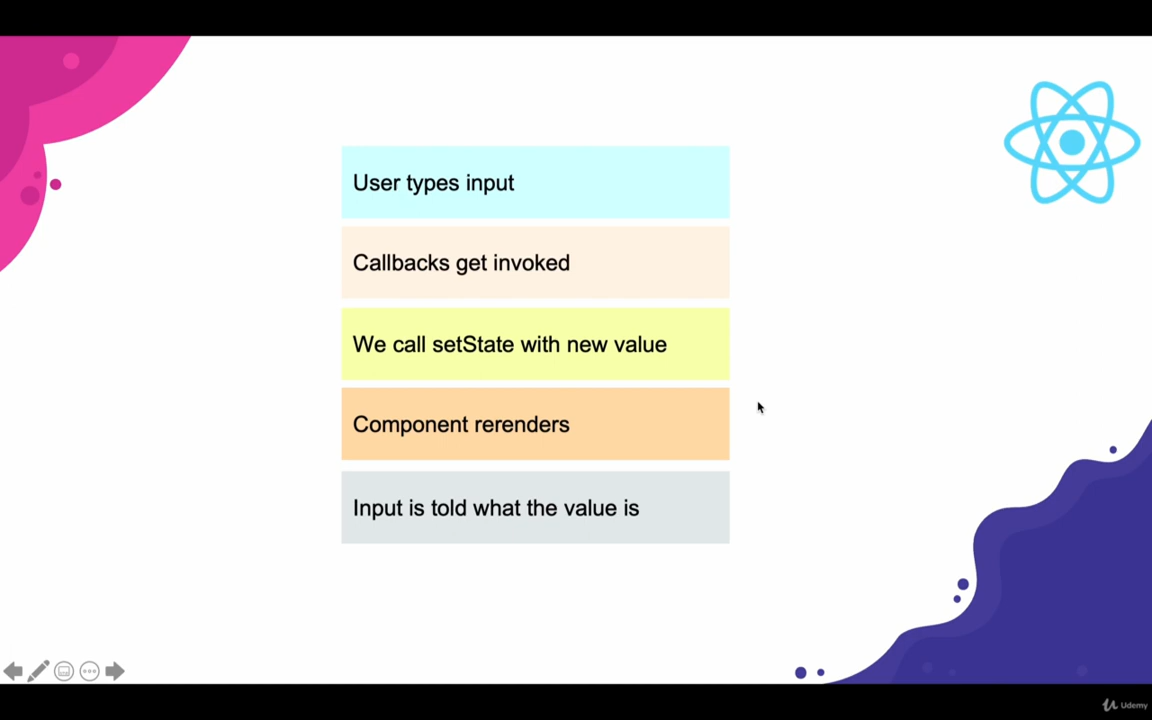 User types input
Callbacks get invoked
We call setState with new value
Component rerenders
Input is told what the value is
Udemy